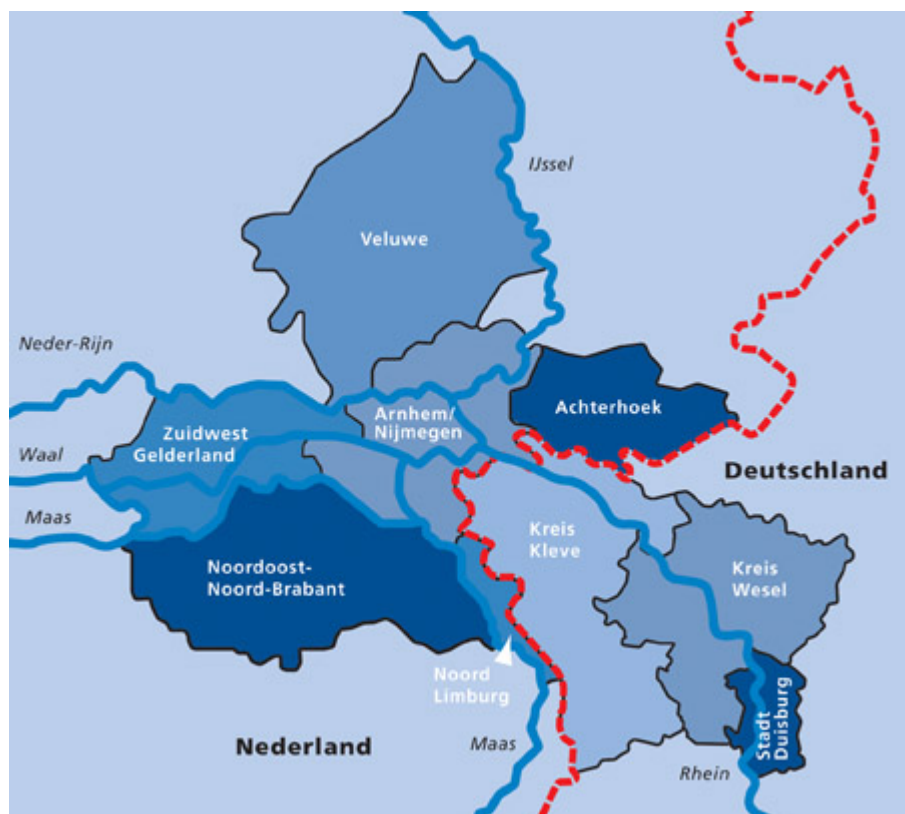 IJssel
Veluwe
Neder-Rijn
Arnhem/
Nijmegen
Achterhoek
Zuidwest
Gelderland
Waal
Deutschland
Maas
Kreis
Kleve
Noordoost-
Noord-Brabant
Kreis
Wesel
Noord
Limburg
Stadt
Duisburg
Nederland
Maas
Rhein